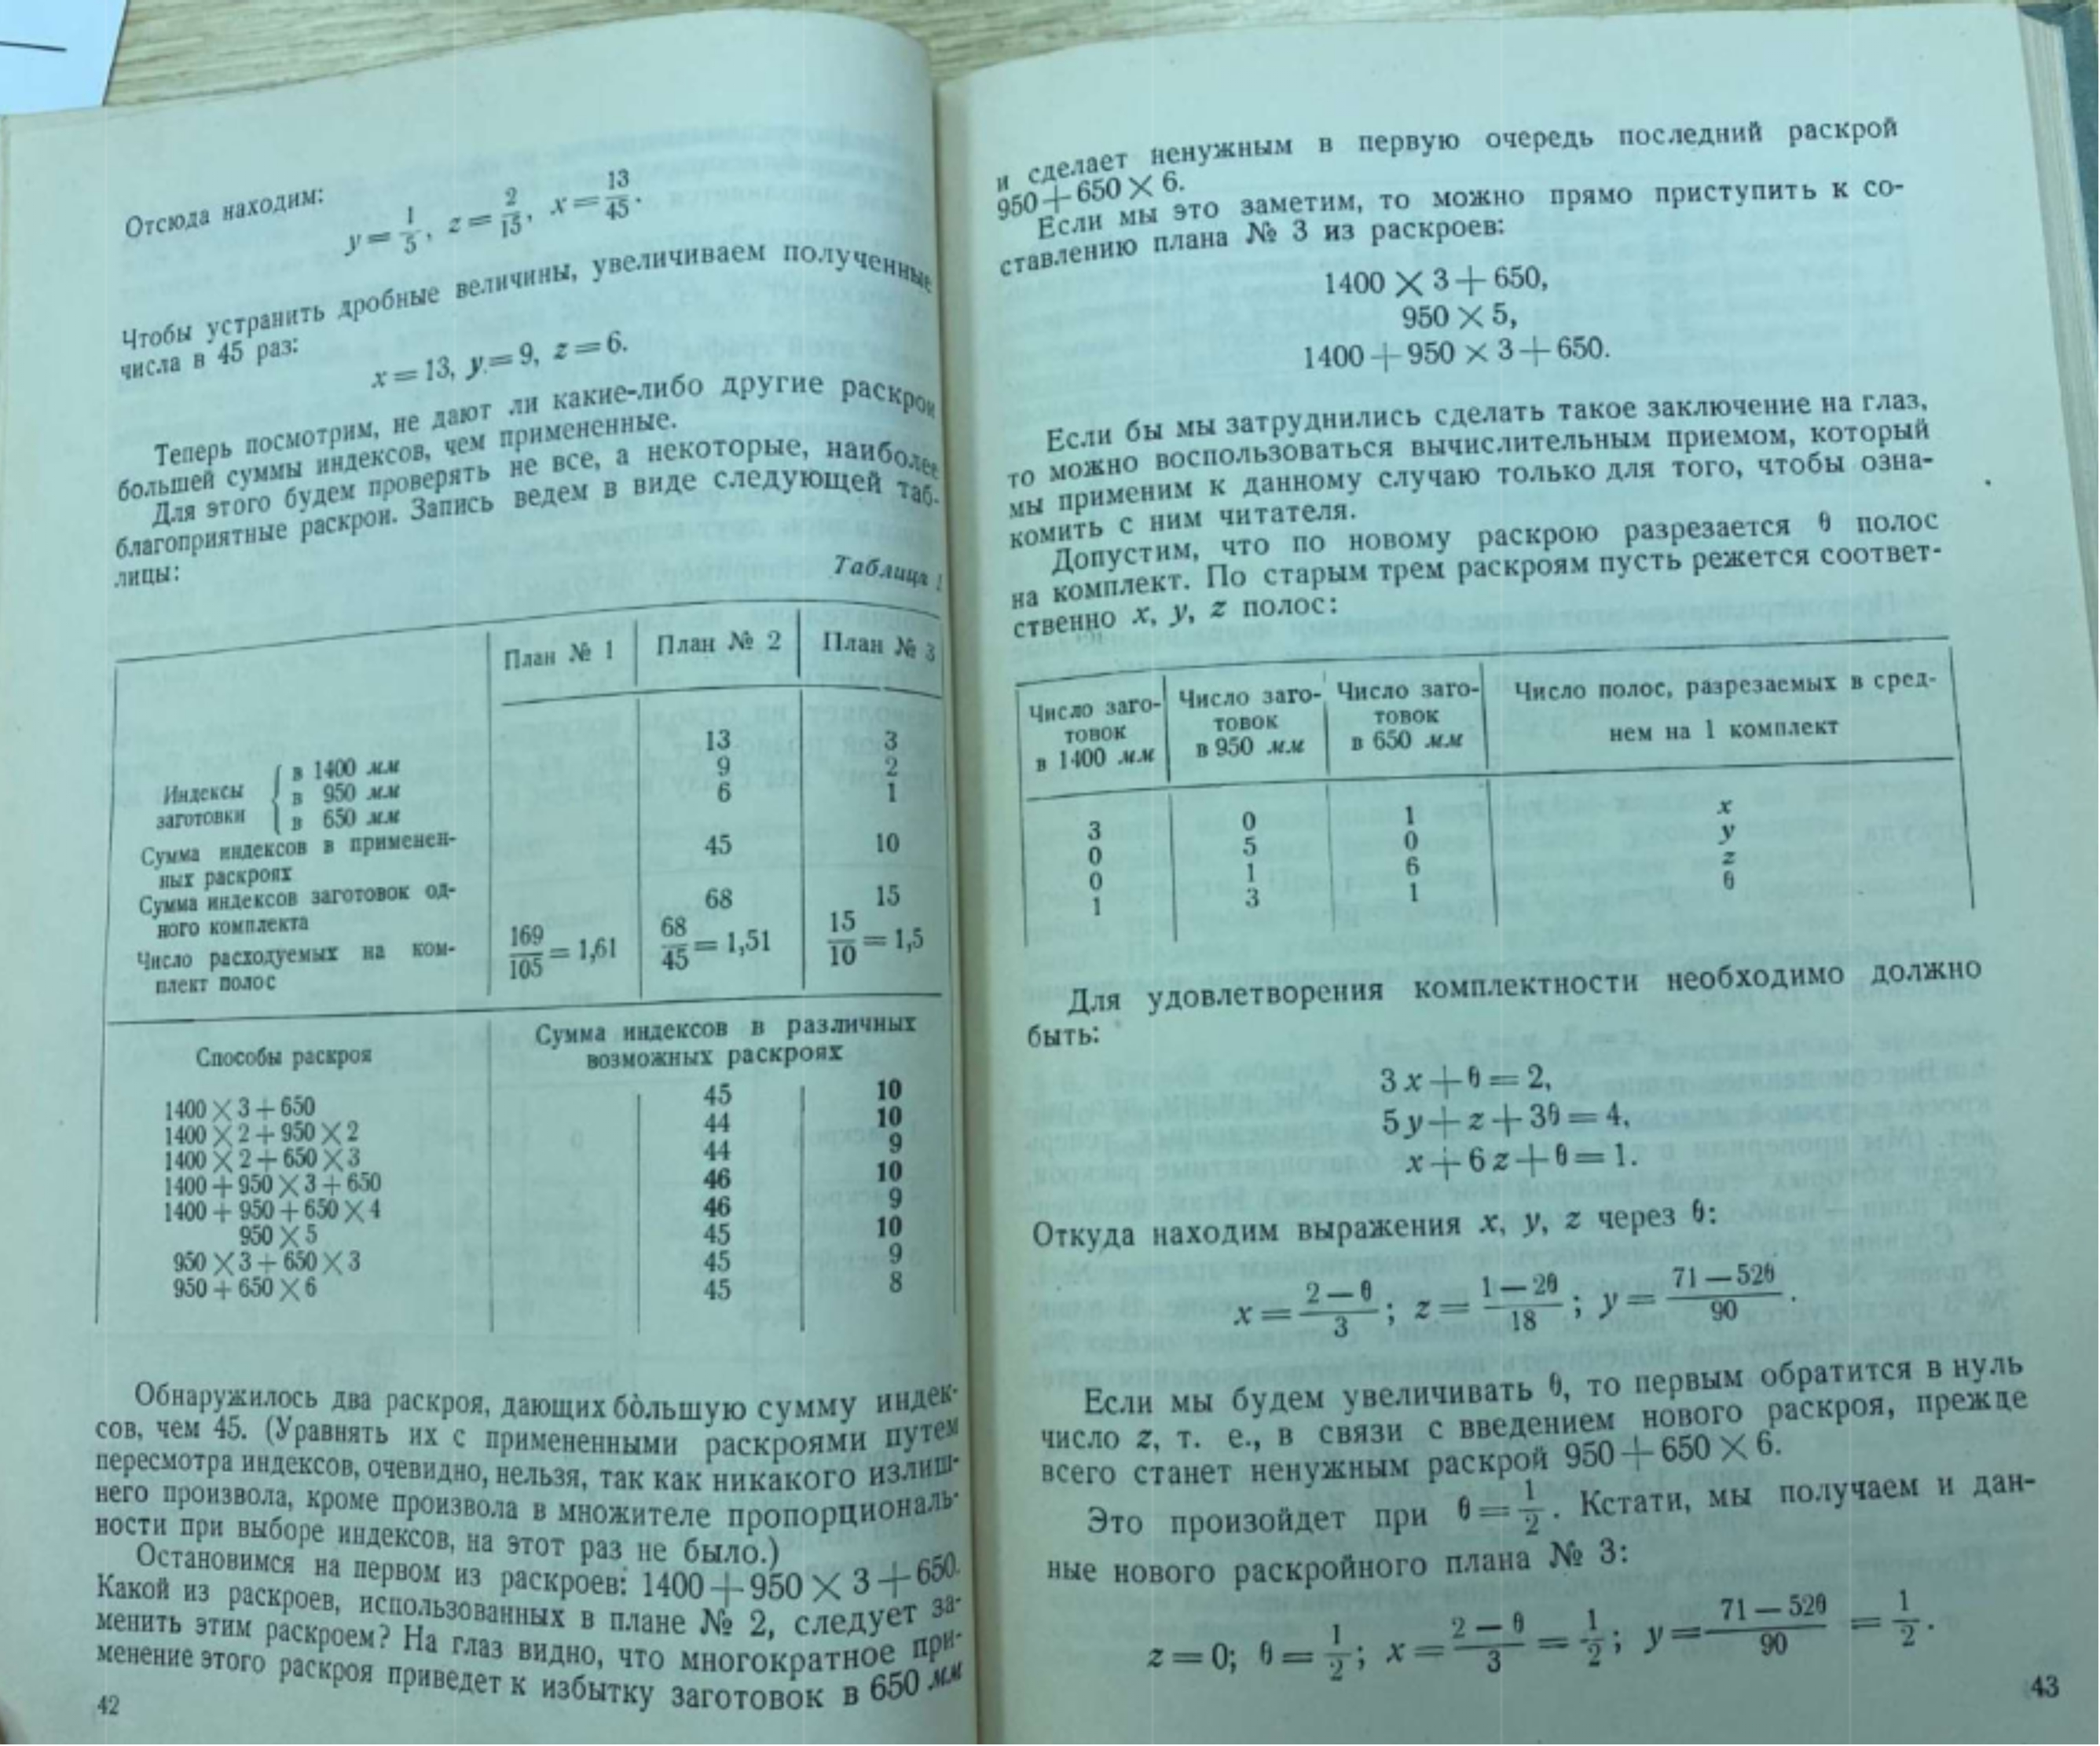 Отсюда находим:
y = 1/5, z = 2/15, x = 13/45.
Чтобы устранить дробные величины, увеличиваем полученные
числа в 45 раз:
x = 13, y = 9, z = 6.
Теперь посмотрим, не дают ли какие-либо другие раскрои
большей суммы индексов, чем примененные.
Для этого будем проверять не все, а некоторые, наиболее
благоприятные раскрои. Запись ведем в виде следующей таб-
лицы:
Таблица 1
План № 1 План № 2 План № 3
Индексы заготовки { в 1400 мм 13 3
в 950 мм 9 2
в 650 мм 6 1
Сумма индексов в применен-
ных раскроях 45 10
Сумма индексов заготовок од-
ного комплекта 68 15
Число расходуемых на ком-
плект полос 169/105 = 1,61 68/45 = 1,51 15/10 = 1,5
Способы раскроя
Сумма индексов в различных
возможных раскроях
1400 × 3 + 650 45 10
1400 × 2 + 950 × 2 44 10
1400 × 2 + 650 × 3 44 9
1400 + 950 × 3 + 650 46 10
1400 + 950 + 650 × 4 46 9
950 × 5 45 10
950 × 3 + 650 × 3 45 9
950 + 650 × 6 45 8
Обнаружилось два раскроя, дающих бо̀льшую сумму индек-
сов, чем 45. (Уравнять их с примененными раскроями путем
пересмотра индексов, очевидно, нельзя, так как никакого излиш-
него произвола, кроме произвола в множителе пропорциональ-
ности при выборе индексов, на этот раз не было.)
Остановимся на первом из раскроев: 1400 + 950 × 3 + 650.
Какой из раскроев, использованных в плане № 2, следует за-
менить этим раскроем? На глаз видно, что многократное при-
менение этого раскроя приведет к избытку заготовок в 650 мм
42
и сделает ненужным в первую очередь последний раскрой
950 + 650 × 6.
Если мы это заметим, то можно прямо приступить к со-
ставлению плана № 3 из раскроев:
1400 × 3 + 650,
950 × 5,
1400 + 950 × 3 + 650.
Если бы мы затруднились сделать такое заключение на глаз,
то можно воспользоваться вычислительным приемом, который
мы применим к данному случаю только для того, чтобы озна-
комить с ним читателя.
Допустим, что по новому раскрою разрезается θ полос
на комплект. По старым трем раскроям пусть режется соответ-
ственно x, y, z полос:
Число заго-
товок
в 1400 мм
Число заго-
товок
в 950 мм
Число заго-
товок
в 650 мм
Число полос, разрезаемых в сред-
нем на 1 комплект
3 0 1 x
0 5 0 y
0 1 6 z
1 3 1 θ
Для удовлетворения комплектности необходимо должно
быть:
3x + θ = 2,
5y + z + 3θ = 4,
x + 6z + θ = 1.
Откуда находим выражения x, y, z через θ:
x = (2 — θ)/3; z = (1 — 2θ)/18; y = (71 — 52θ)/90.
Если мы будем увеличивать θ, то первым обратится в нуль
число z, т. е., в связи с введением нового раскроя, прежде
всего станет ненужным раскрой 950 + 650 × 6.
Это произойдет при θ = 1/2. Кстати, мы получаем и дан-
ные нового раскройного плана № 3:
z = 0; θ = 1/2; x = (2 — θ)/3 = 1/2; y = (71 — 52θ)/90 = 1/2.
43